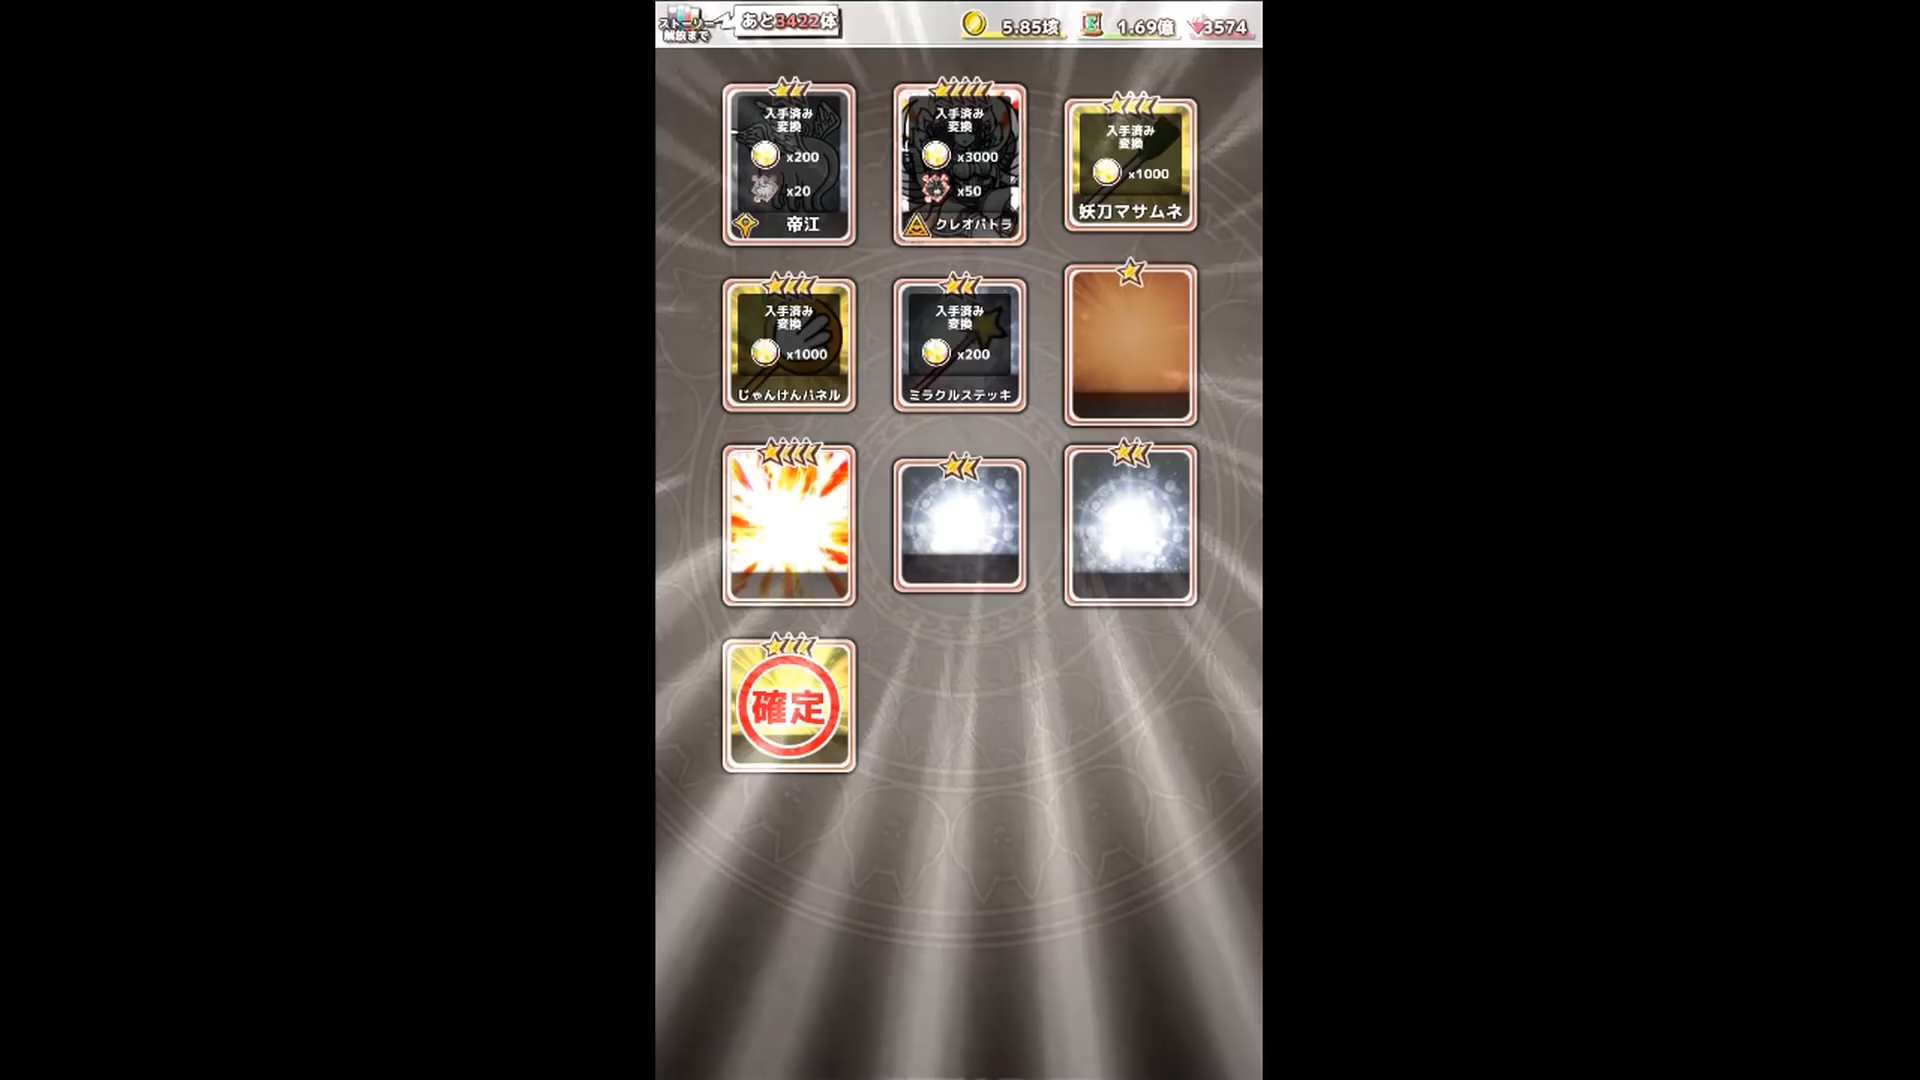 ストーリー
解放まで
あと3422体
5.85垓
1.69億
3574
入手済み
変換
x200
x20
帝江
入手済み
変換
x3000
x50
クレオパトラ
入手済み
変換
x1000
妖刀マサムネ
入手済み
変換
x1000
じゃんけんパネル
入手済み
変換
x200
ミラクルステッキ
確定